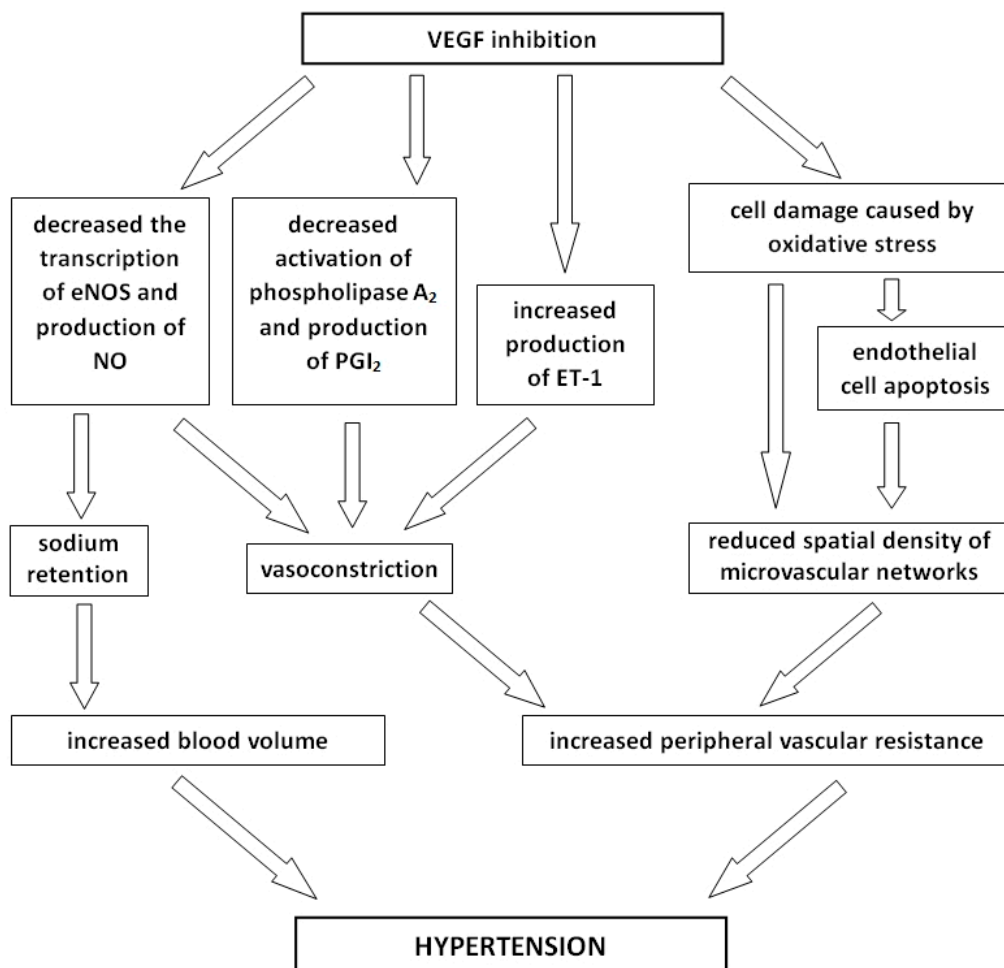 VEGF inhibition
decreased the
transcription
of eNOS and
production of
NO
decreased
activation of
phospholipase A₂
and production
of PGI₂
increased
production
of ET-1
cell damage caused by
oxidative stress
endothelial
cell apoptosis
sodium
retention
vasoconstriction
reduced spatial density of
microvascular networks
increased blood volume
increased peripheral vascular resistance
HYPERTENSION